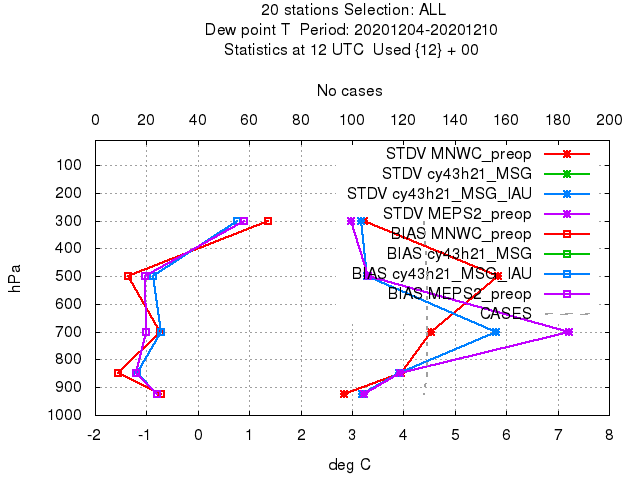 20 stations Selection: ALL
Dew point T  Period: 20201204-20201210
Statistics at 12 UTC  Used {12} + 00
No cases
0 20 40 60 80 100 120 140 160 180 200
100
200
300
400
500
600
700
800
900
1000
hPa
STDV MNWC_preop
STDV cy43h21_MSG
STDV cy43h21_MSG_IAU
STDV MEPS2_preop
BIAS MNWC_preop
BIAS cy43h21_MSG
BIAS cy43h21_MSG_IAU
BIAS MEPS2_preop
CASES
-2 -1 0 1 2 3 4 5 6 7 8
deg C